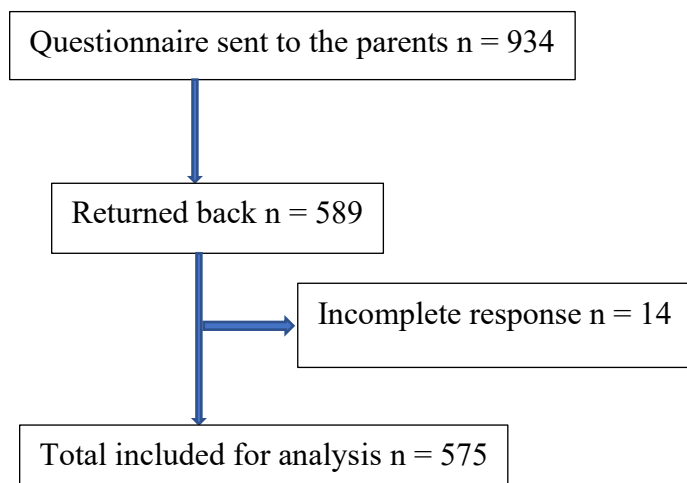 Questionnaire sent to the parents n = 934
Returned back n = 589
Incomplete response n = 14
Total included for analysis n = 575